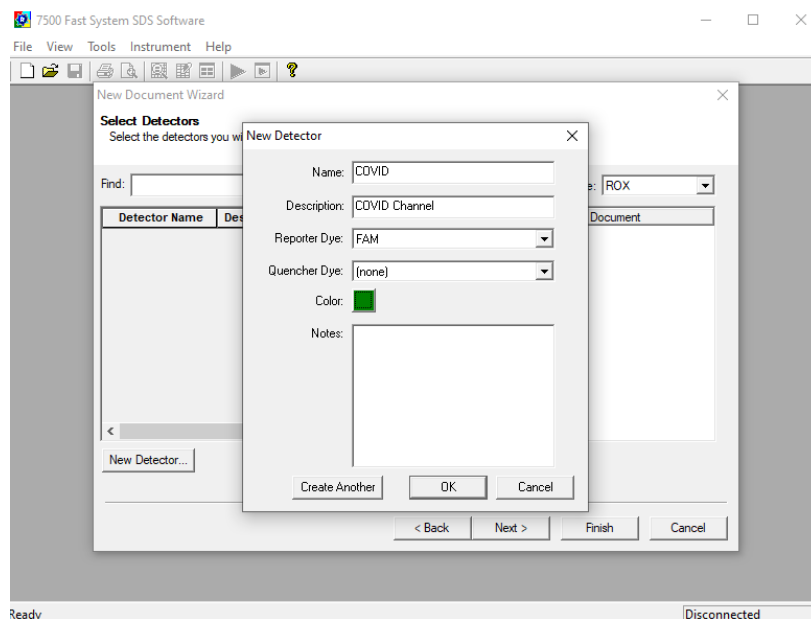 7500 Fast System SDS Software
File View Tools Instrument Help
New Document Wizard
Select Detectors
Select the detectors you wi
Find:
e: ROX
Detector Name Des
Document
New Detector
Name: COVID
Description: COVID Channel
Reporter Dye: FAM
Quencher Dye: (none)
Color:
Notes:
Create Another OK Cancel
New Detector...
< Back Next > Finish Cancel
Ready Disconnected